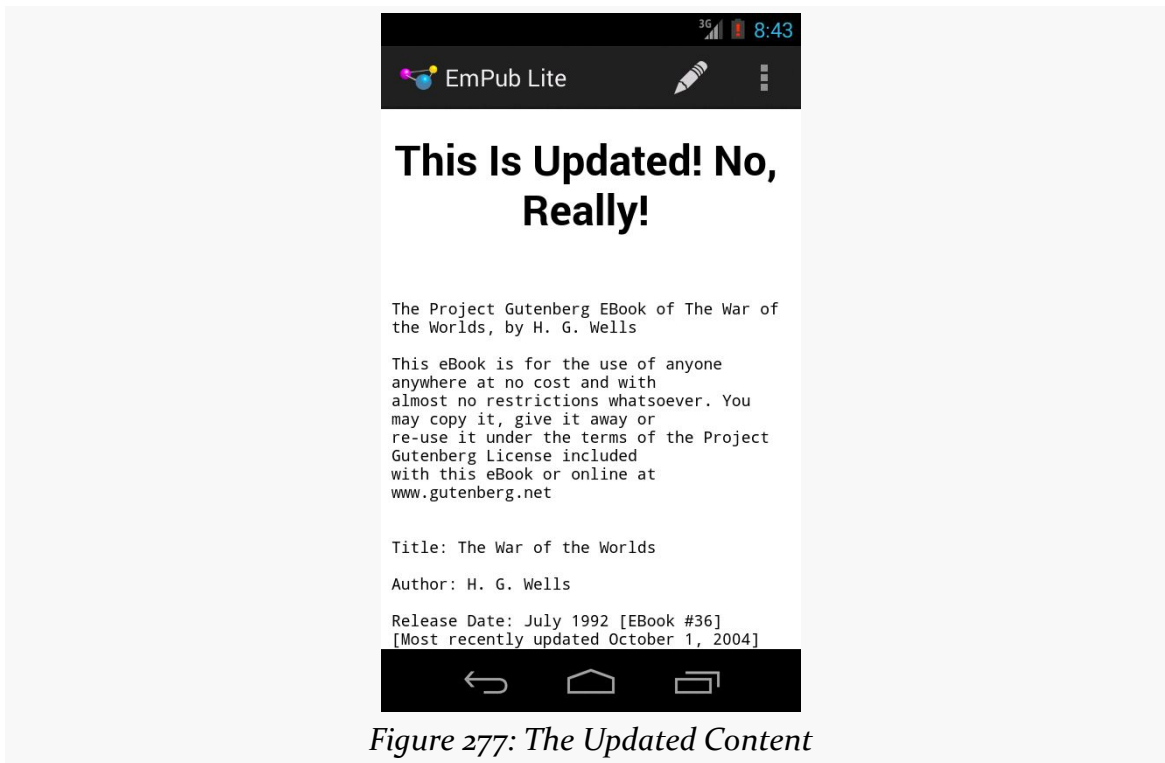 3G 8:43
EmPub Lite
This Is Updated! No,
Really!
The Project Gutenberg EBook of The War of
the Worlds, by H. G. Wells
This eBook is for the use of anyone
anywhere at no cost and with
almost no restrictions whatsoever. You
may copy it, give it away or
re-use it under the terms of the Project
Gutenberg License included
with this eBook or online at
www.gutenberg.net
Title: The War of the Worlds
Author: H. G. Wells
Release Date: July 1992 [EBook #36]
[Most recently updated October 1, 2004]
Figure 277: The Updated Content